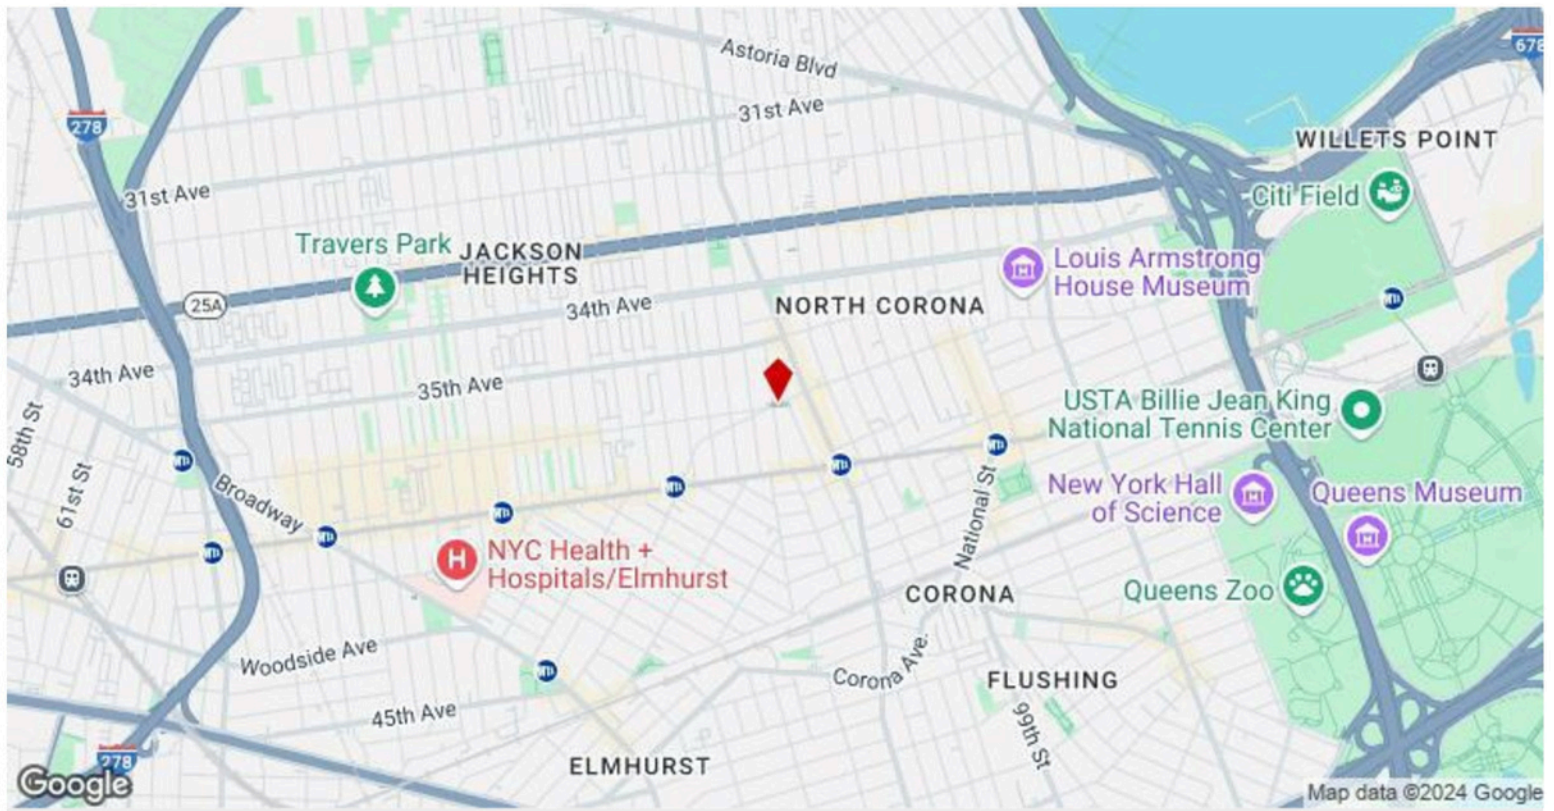 Astoria Blvd
678
31st Ave
278
WILLETS POINT
31st Ave
Citi Field
Travers Park
JACKSON
HEIGHTS
Louis Armstrong
House Museum
25A
34th Ave
NORTH CORONA
34th Ave
35th Ave
USTA Billie Jean King
National Tennis Center
58th St
61st St
Broadway
National St
New York Hall
of Science
Queens Museum
NYC Health +
Hospitals/Elmhurst
Queens Zoo
CORONA
Woodside Ave
Corona Ave.
FLUSHING
45th Ave
99th St
ELMHURST
278
Google
Map data ©2024 Google